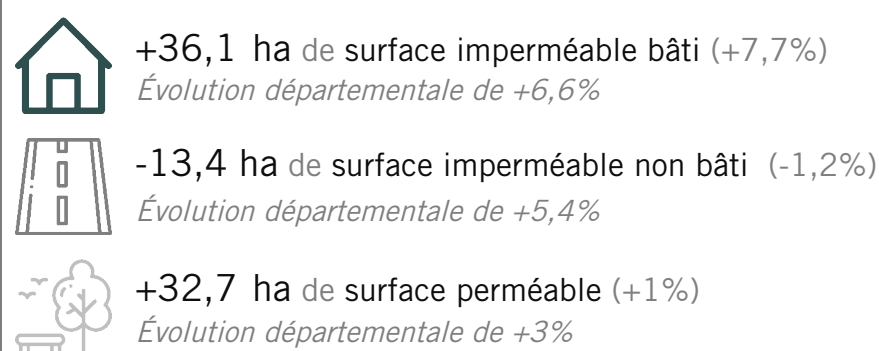 +36,1 ha de surface imperméable bâti (+7,7%)
Évolution départementale de +6,6%
-13,4 ha de surface imperméable non bâti (-1,2%)
Évolution départementale de +5,4%
+32,7 ha de surface perméable (+1%)
Évolution départementale de +3%